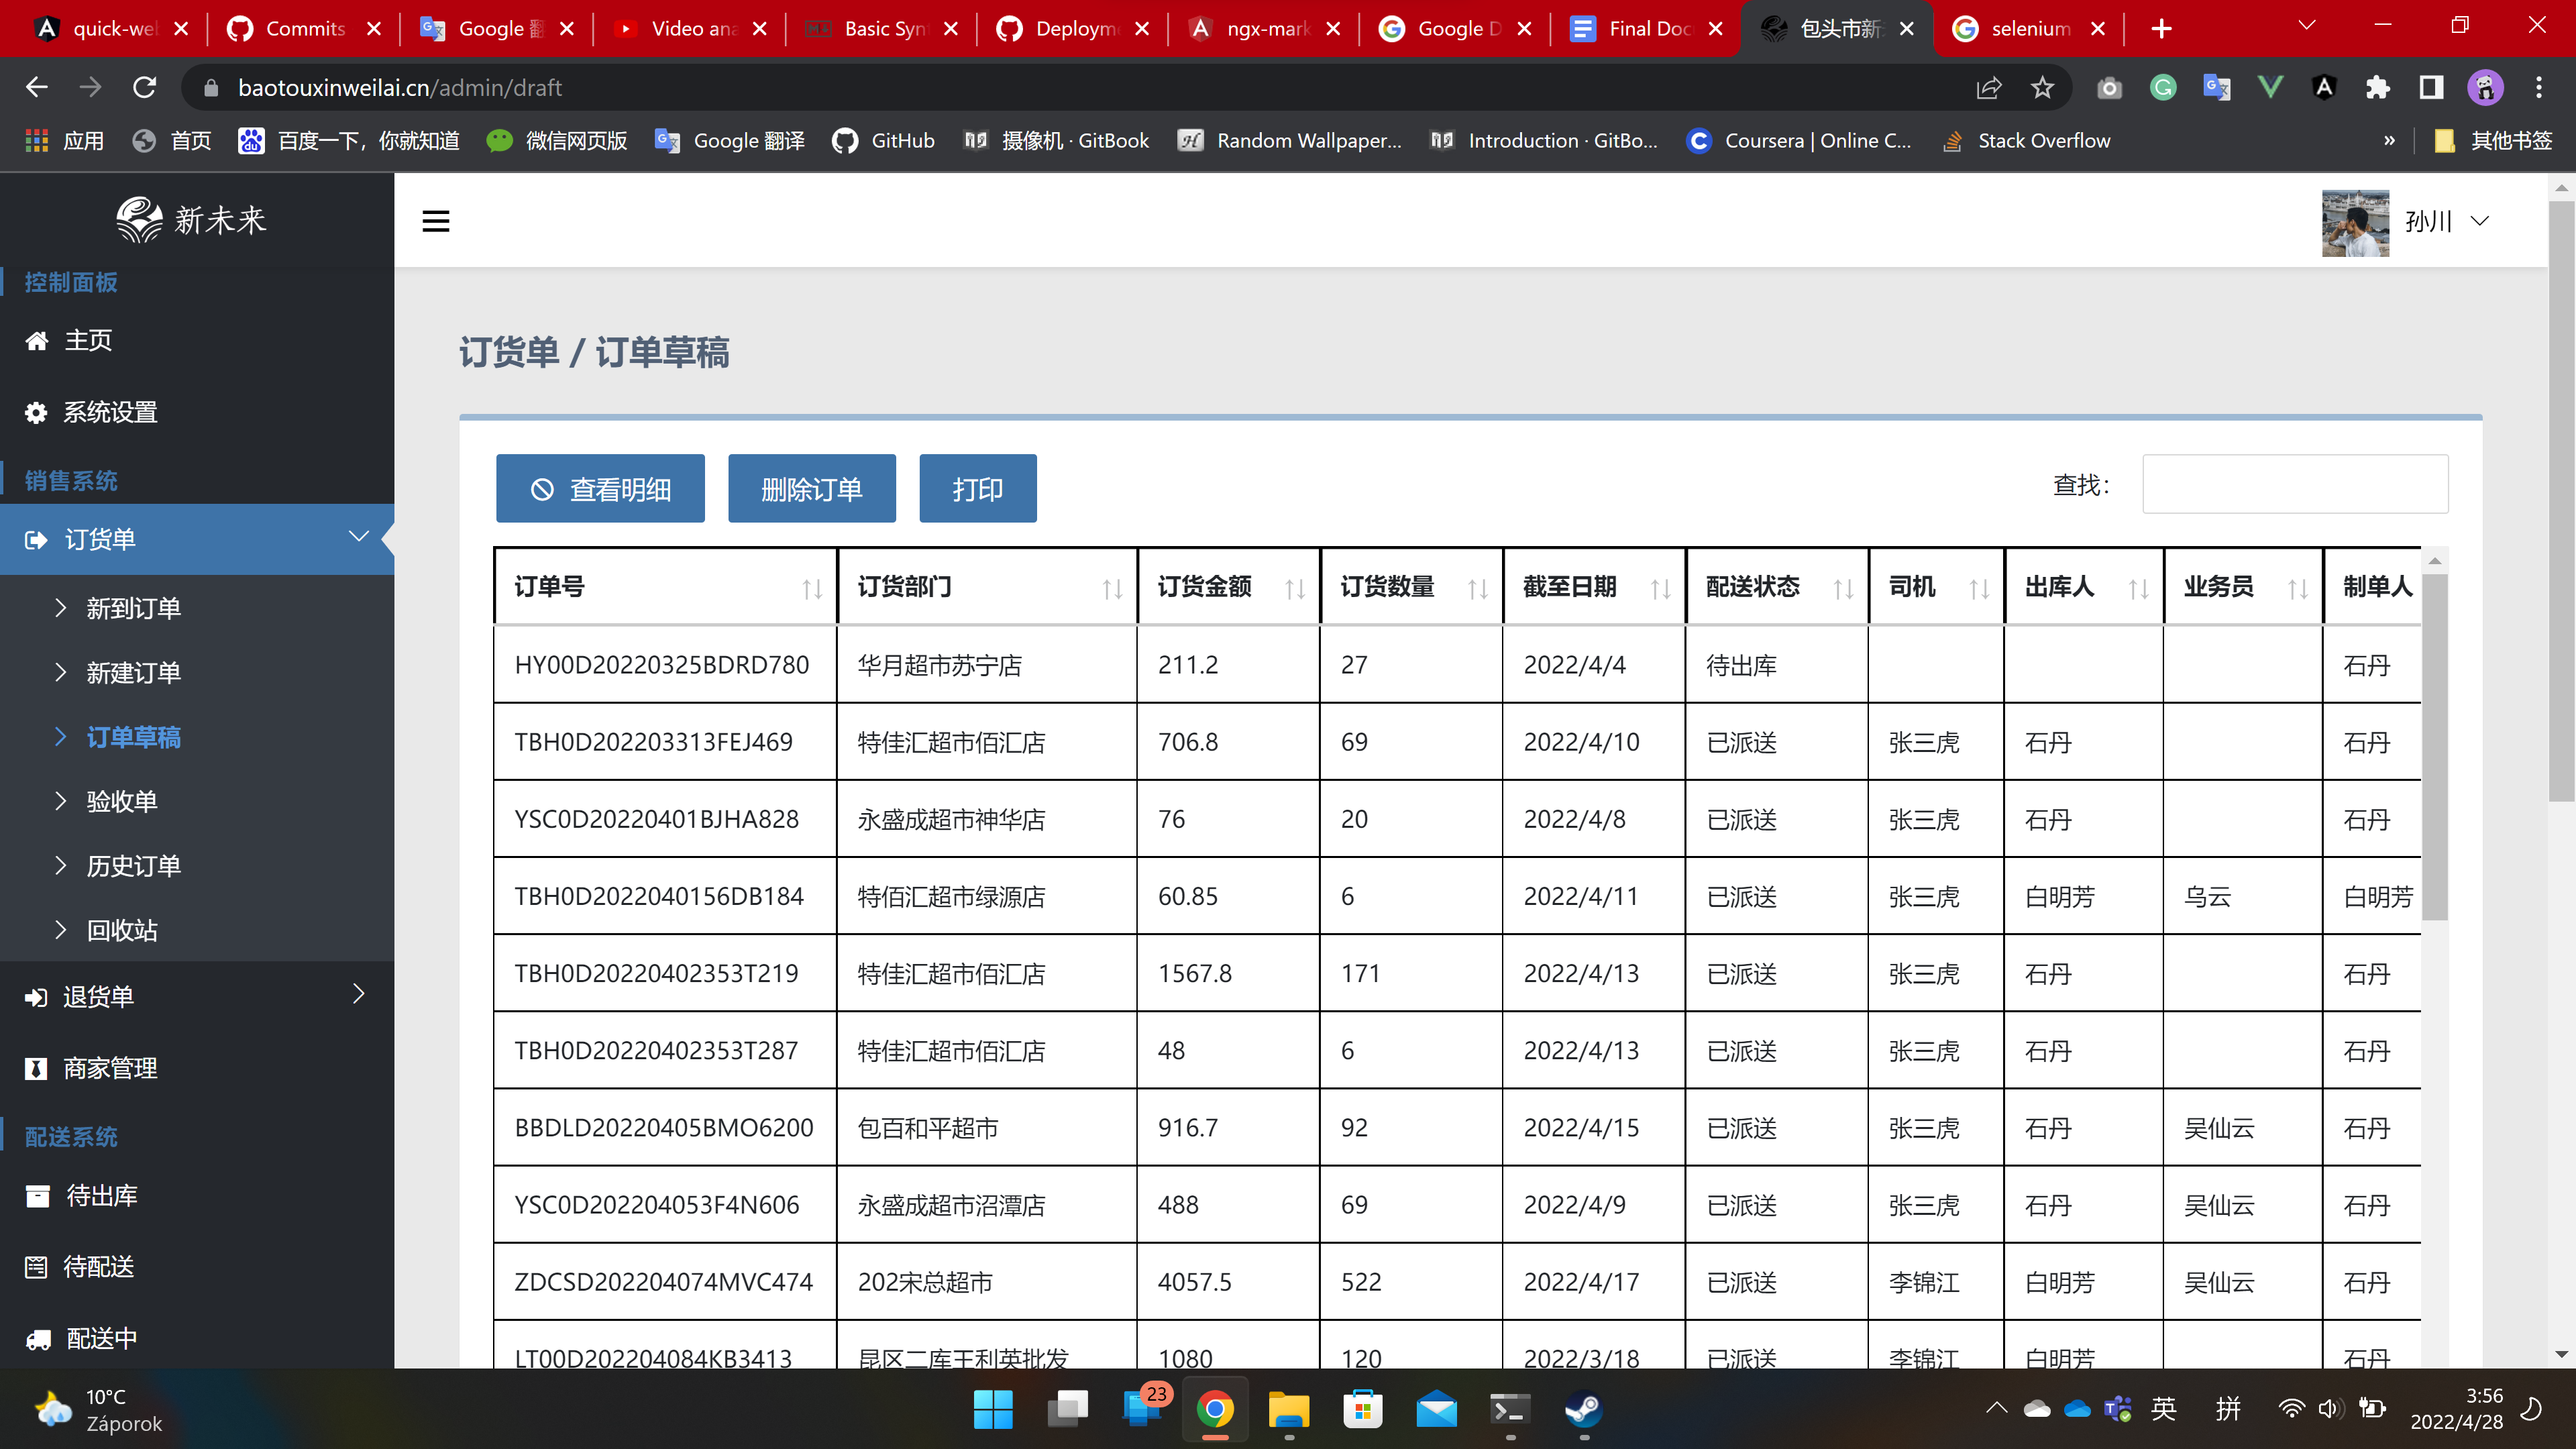 quick-web Commits Google 翻 Video ana Basic Syn Deployme ngx-mark Google D Final Doc 包头市新 selenium
baotouxinweilai.cn/admin/draft
应用 首页 百度一下，你就知道 微信网页版 Google 翻译 GitHub 摄像机 · GitBook Random Wallpaper... Introduction · GitBo... Coursera | Online C... Stack Overflow » 其他书签
新未来
孙川
控制面板
主页
系统设置
销售系统
订货单
新到订单
新建订单
订单草稿
验收单
历史订单
回收站
退货单
商家管理
配送系统
待出库
待配送
配送中
订货单 / 订单草稿
查看明细 删除订单 打印 查找：
订单号 订货部门 订货金额 订货数量 截至日期 配送状态 司机 出库人 业务员 制单人
HY00D20220325BDRD780 华月超市苏宁店 211.2 27 2022/4/4 待出库 石丹
TBH0D202203313FEJ469 特佳汇超市佰汇店 706.8 69 2022/4/10 已派送 张三虎 石丹 石丹
YSC0D20220401BJHA828 永盛成超市神华店 76 20 2022/4/8 已派送 张三虎 石丹 石丹
TBH0D2022040156DB184 特佰汇超市绿源店 60.85 6 2022/4/11 已派送 张三虎 白明芳 乌云 白明芳
TBH0D20220402353T219 特佳汇超市佰汇店 1567.8 171 2022/4/13 已派送 张三虎 石丹 石丹
TBH0D20220402353T287 特佳汇超市佰汇店 48 6 2022/4/13 已派送 张三虎 石丹 石丹
BBDLD20220405BMO6200 包百和平超市 916.7 92 2022/4/15 已派送 张三虎 石丹 吴仙云 石丹
YSC0D202204053F4N606 永盛成超市沼潭店 488 69 2022/4/9 已派送 张三虎 石丹 吴仙云 石丹
ZDCSD202204074MVC474 202宋总超市 4057.5 522 2022/4/17 已派送 李锦江 白明芳 吴仙云 石丹
LT00D202204084KB3413 昆区二库王利英批发 1080 120 2022/3/18 已派送 李锦江 白明芳 石丹
10°C
Záporok
23
英 拼
3:56
2022/4/28